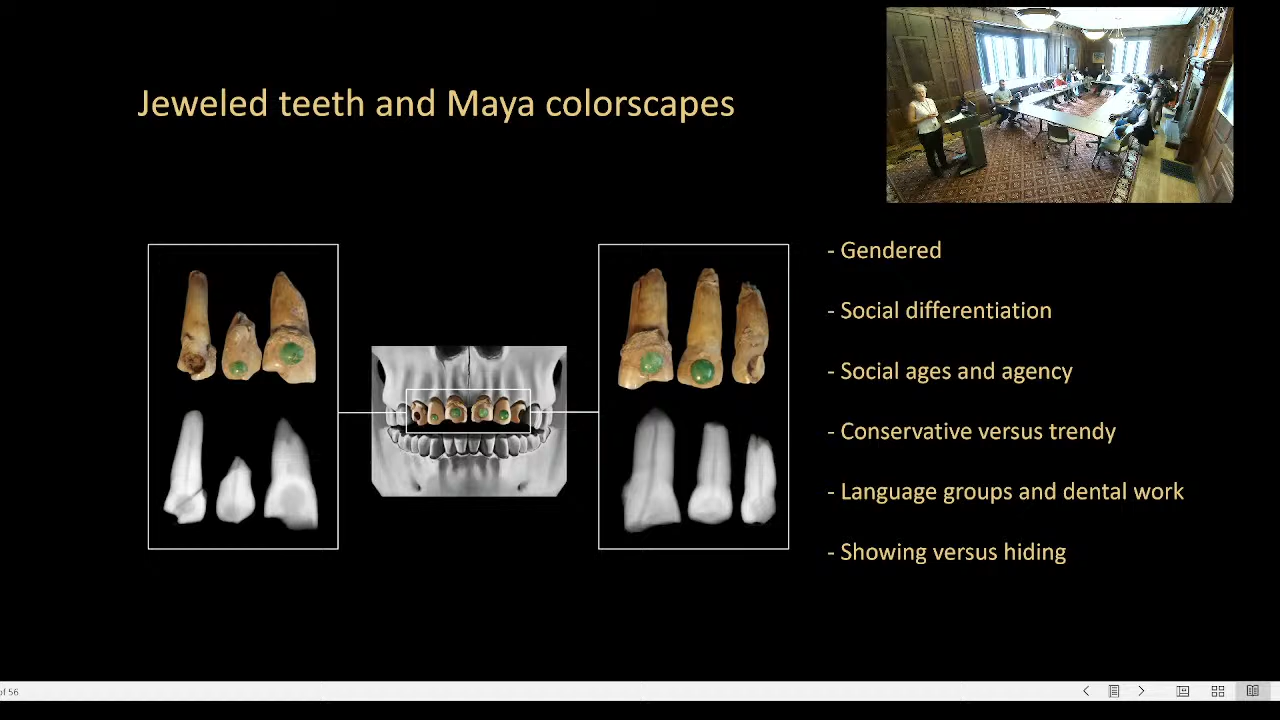 Jeweled teeth and Maya colorscapes
- Gendered
- Social differentiation
- Social ages and agency
- Conservative versus trendy
- Language groups and dental work
- Showing versus hiding
of 56